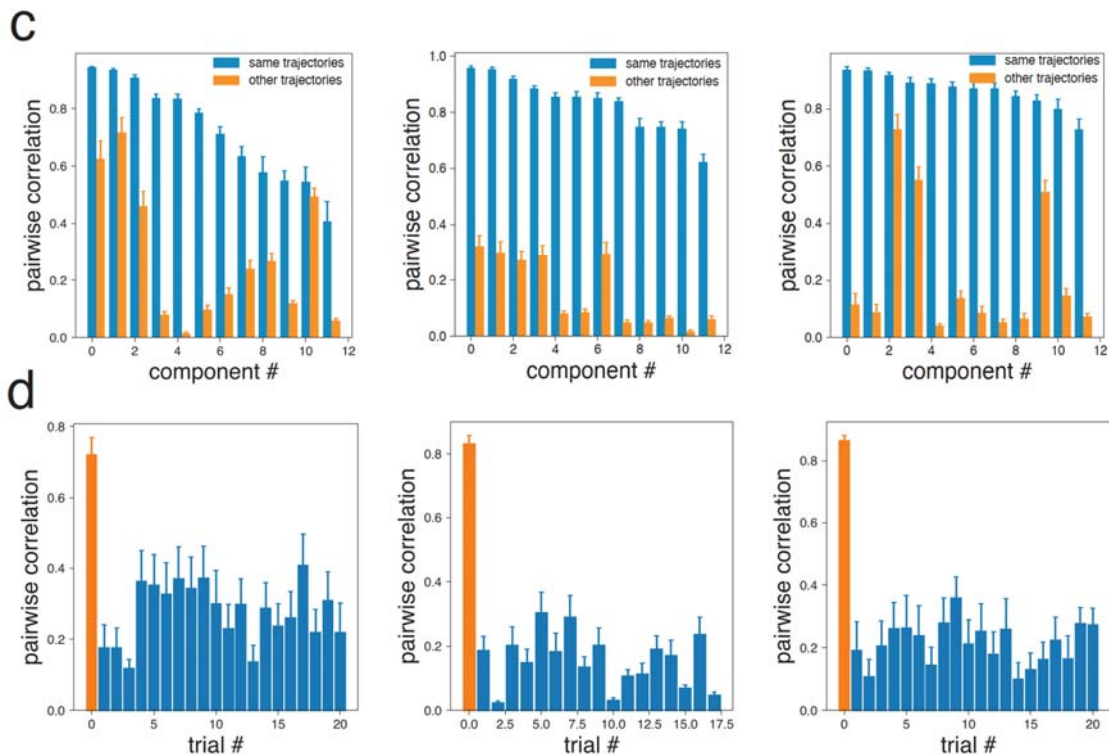 c
same trajectories
other trajectories
pairwise correlation
0.8
0.6
0.4
0.2
0.0
0 2 4 6 8 10 12
component #
same trajectories
other trajectories
pairwise correlation
1.0
0.8
0.6
0.4
0.2
0.0
0 2 4 6 8 10 12
component #
same trajectories
other trajectories
pairwise correlation
0.8
0.6
0.4
0.2
0.0
0 2 4 6 8 10 12
component #
d
pairwise correlation
0.8
0.6
0.4
0.2
0.0
0 5 10 15 20
trial #
pairwise correlation
0.8
0.6
0.4
0.2
0.0
0.0 2.5 5.0 7.5 10.0 12.5 15.0 17.5
trial #
pairwise correlation
0.8
0.6
0.4
0.2
0.0
0 5 10 15 20
trial #